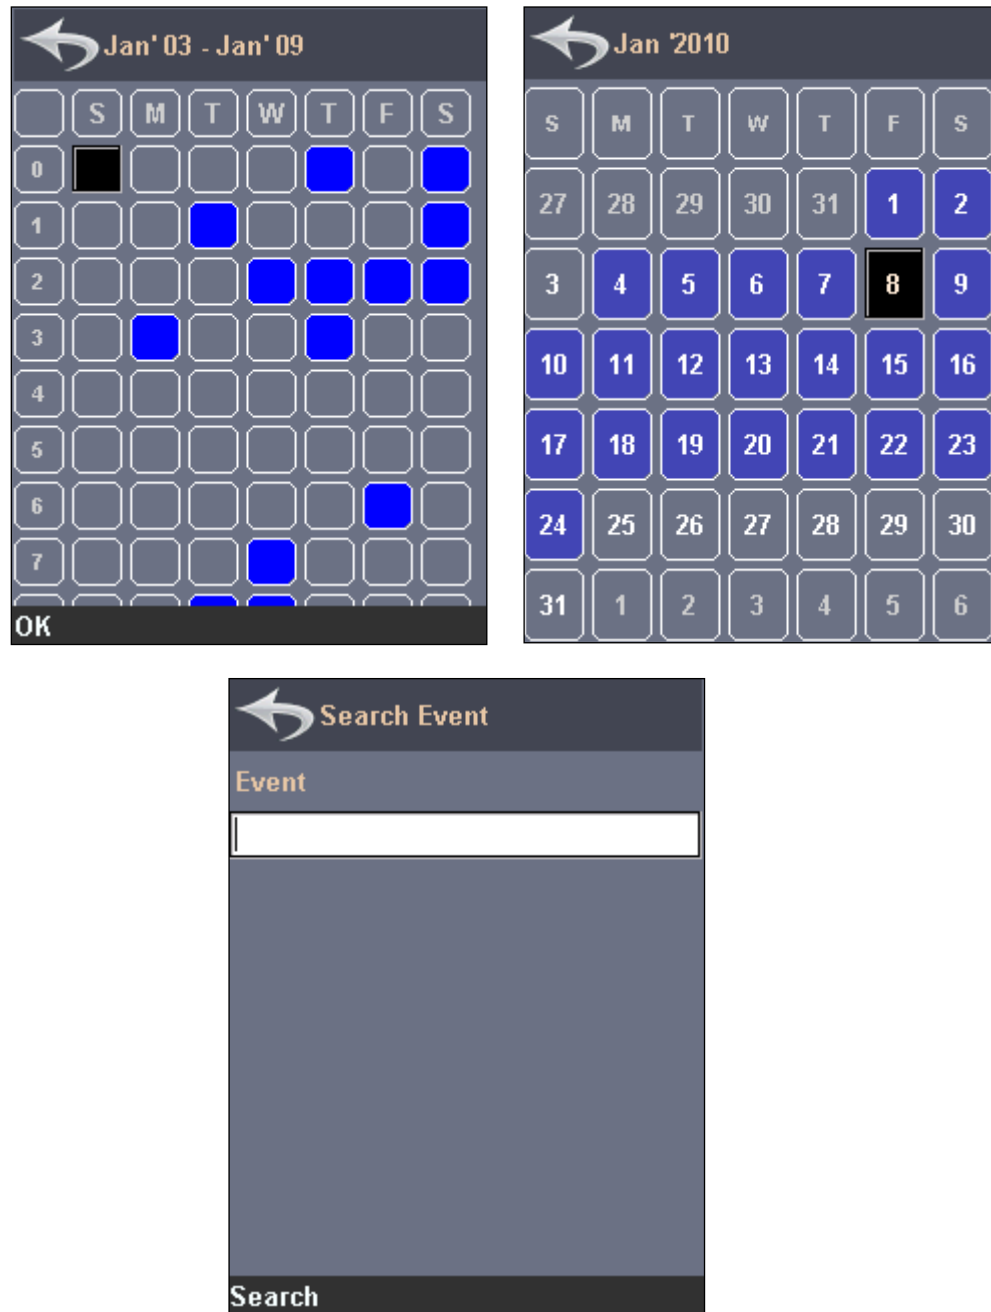 Jan' 03 - Jan' 09
S M T W T F S
0
1
2
3
4
5
6
7
OK
Jan '2010
S M T W T F S
27 28 29 30 31 1 2
3 4 5 6 7 8 9
10 11 12 13 14 15 16
17 18 19 20 21 22 23
24 25 26 27 28 29 30
31 1 2 3 4 5 6
Search Event
Event
Search